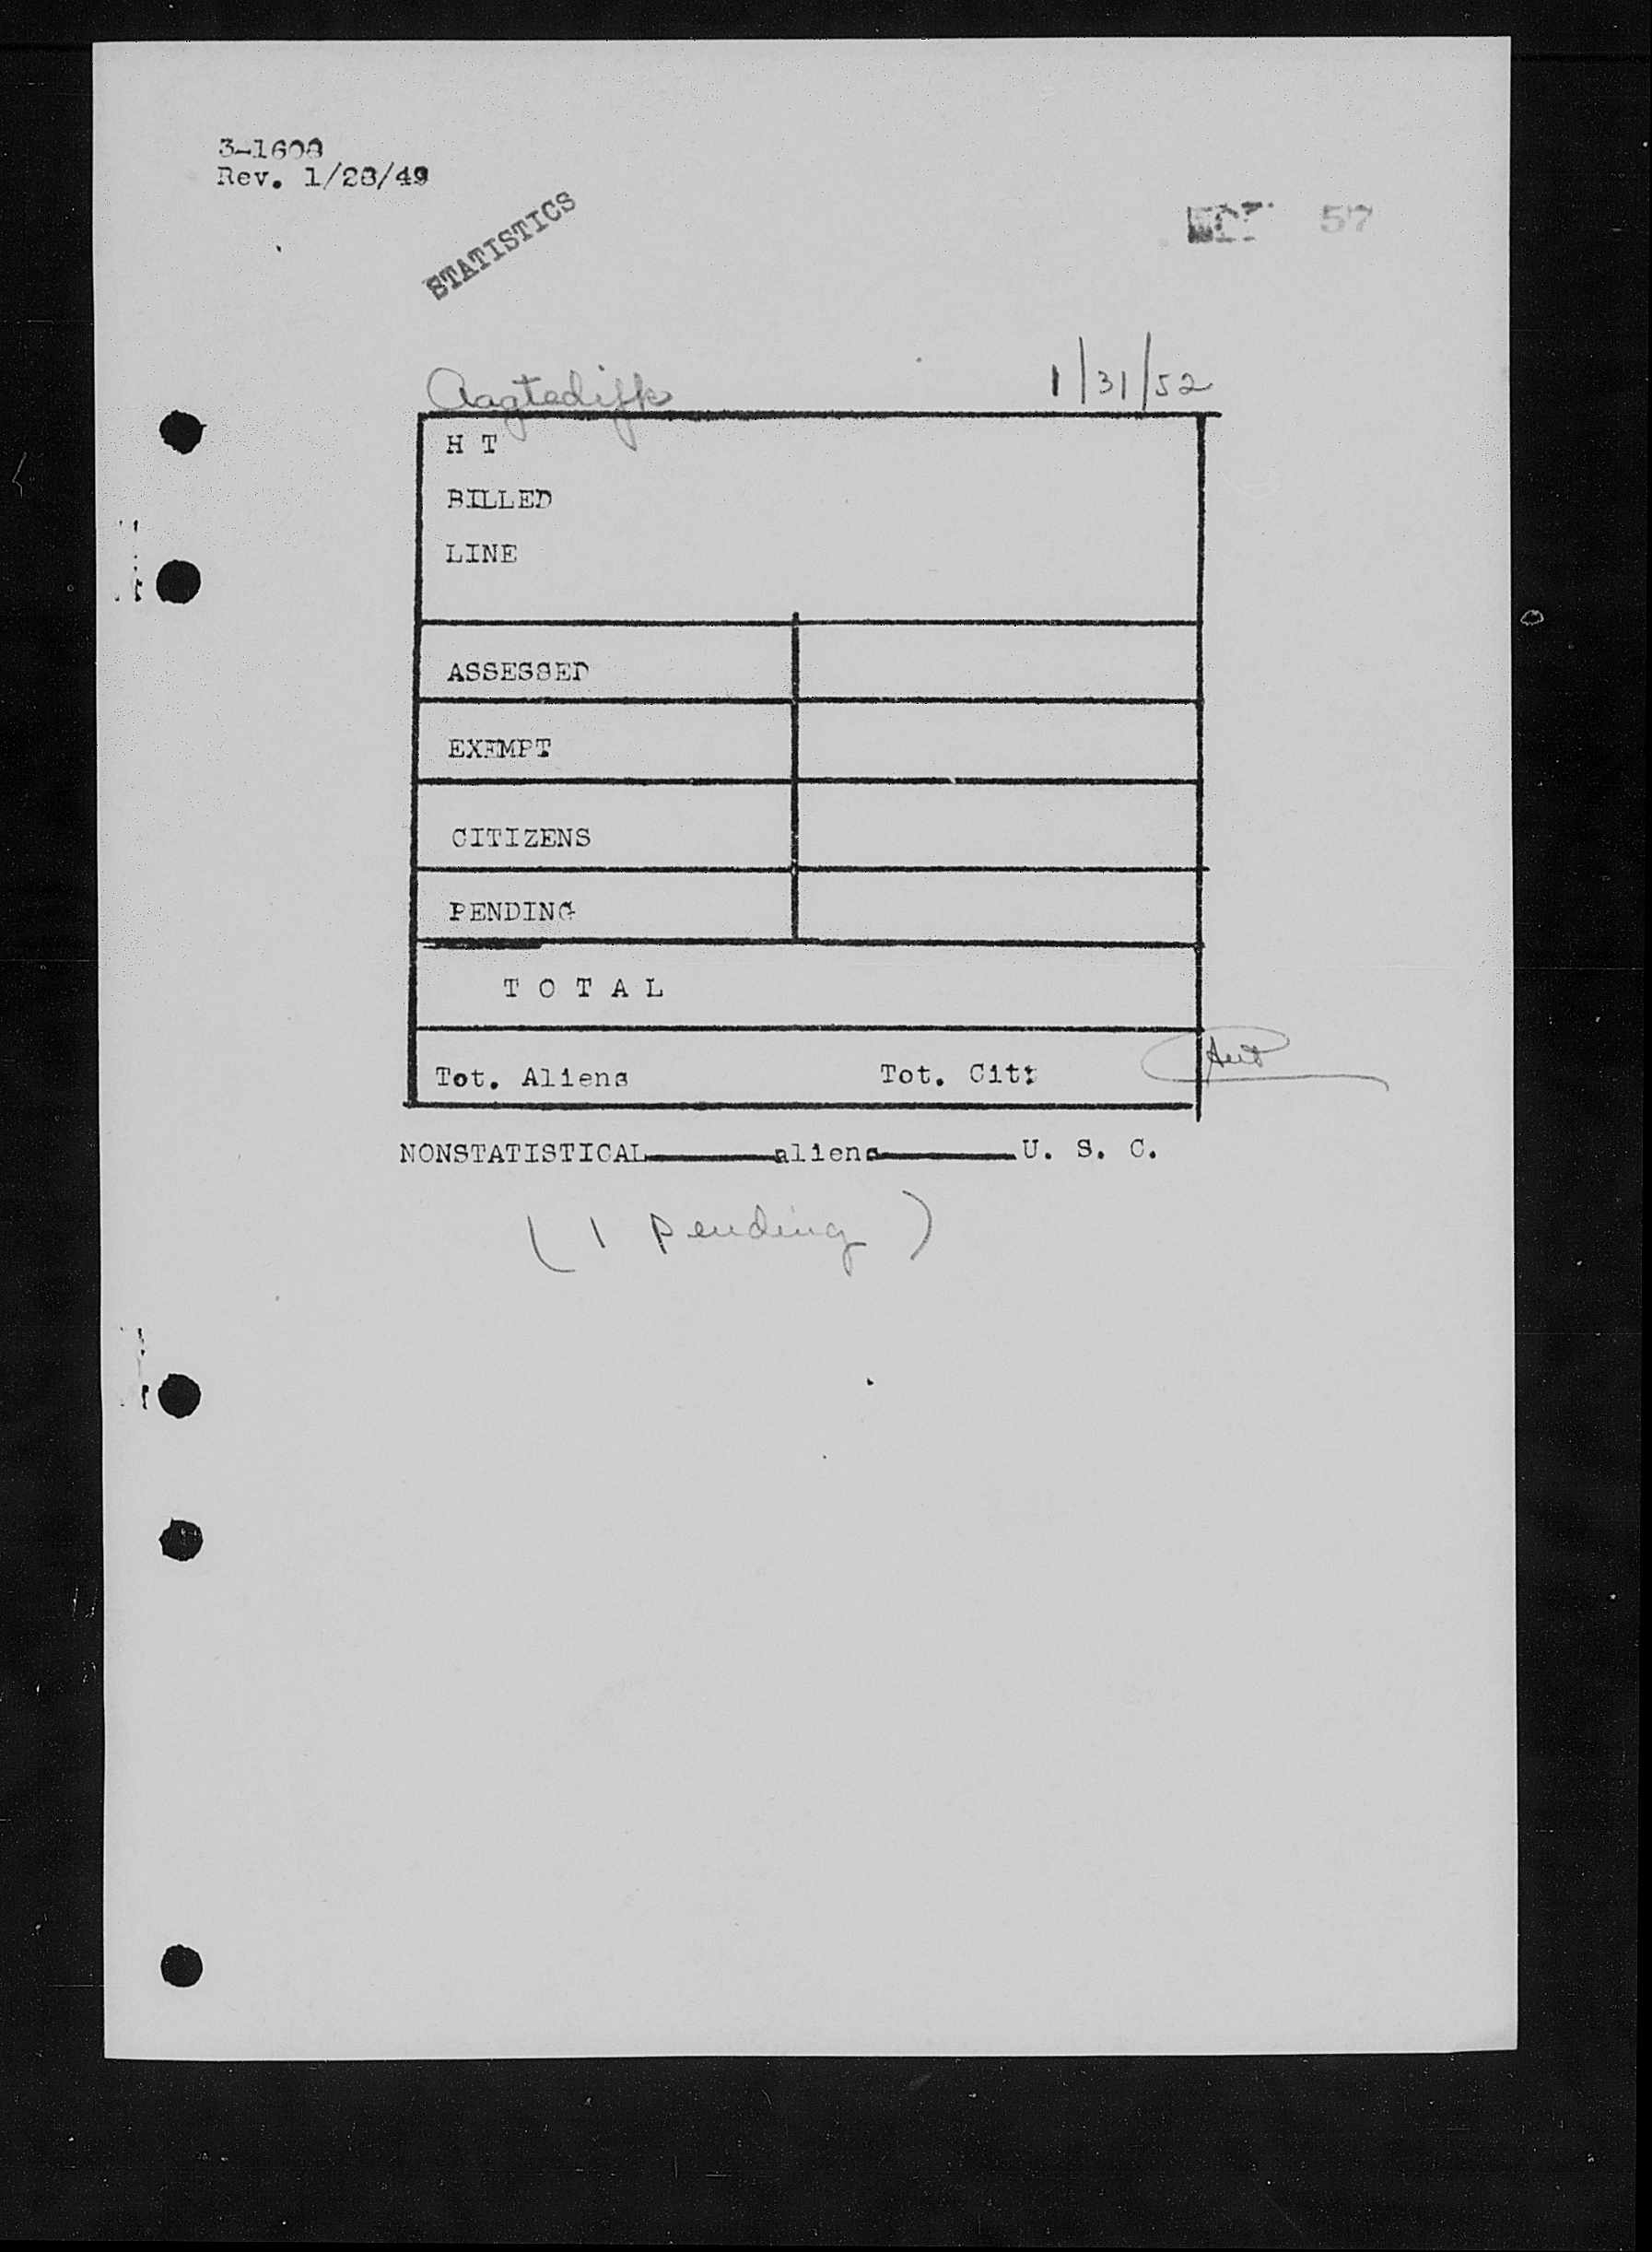 3-1608
Rev. 1/28/49
STATISTICS
57
Aagtedijk 1/31/52
H T
BILLED
LINE
ASSESSED
EXEMPT
CITIZENS
PENDING
T O T A L
Tot. Aliens Tot. Cit:
NONSTATISTICAL aliens U. S. C.
( 1 pending )